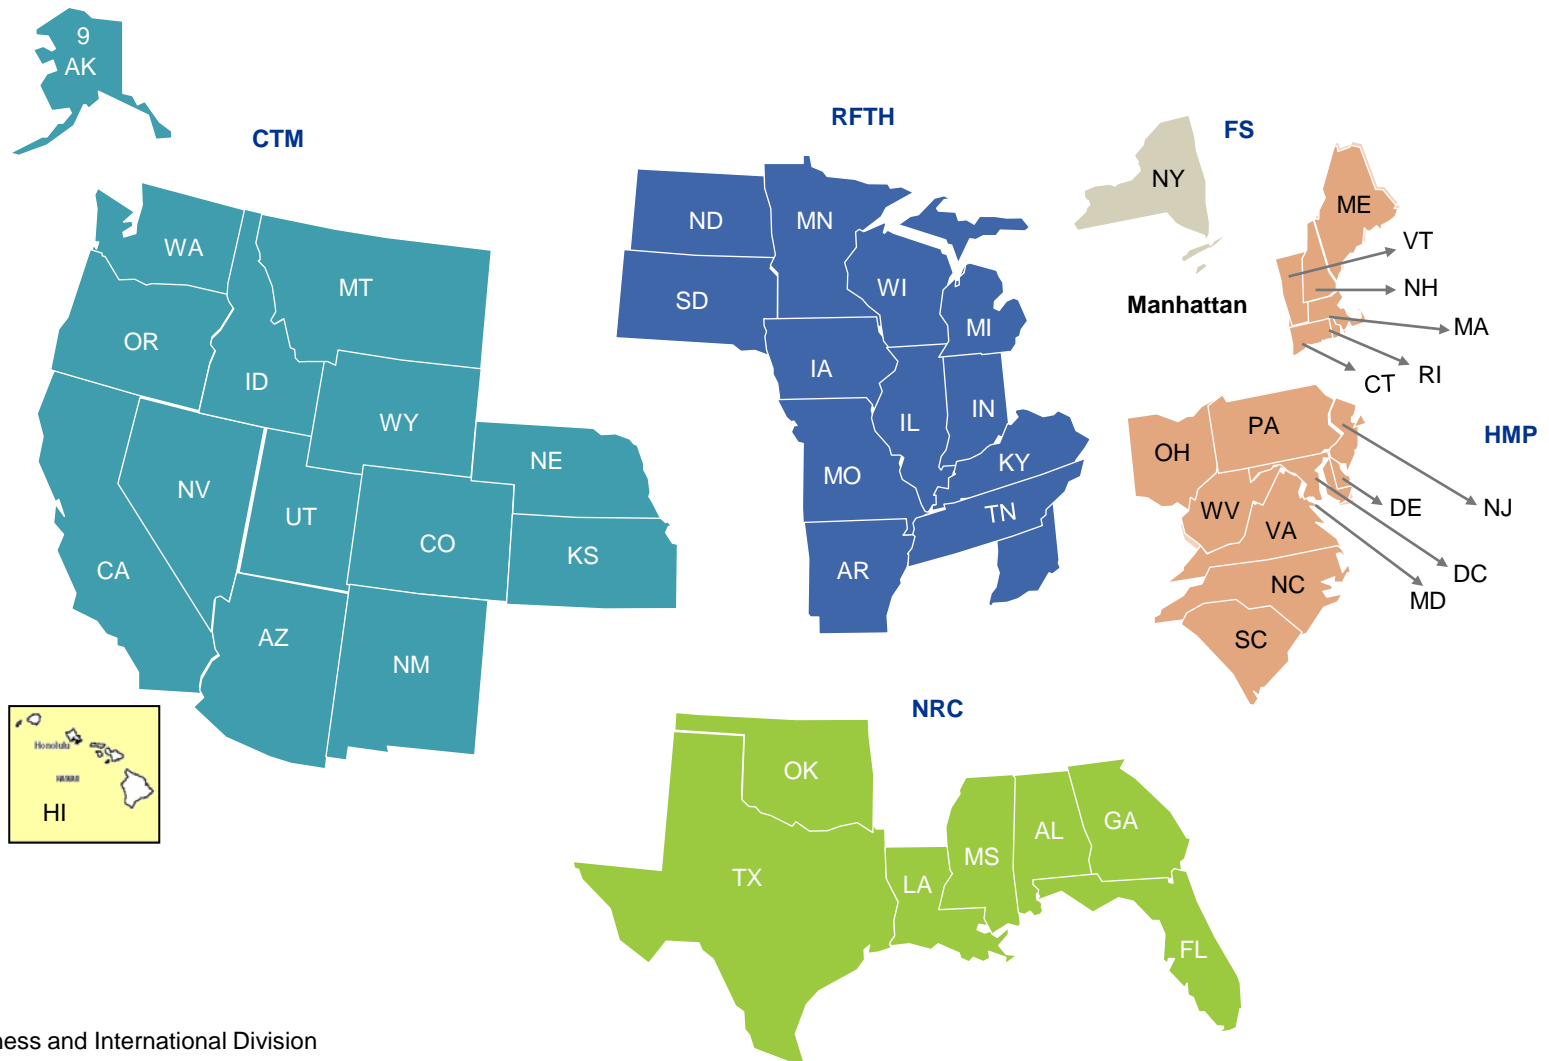 9
AK
CTM
RFTH
FS
NY
ME
VT
NH
MA
RI
CT
Manhattan
WA
MT
OR
ID
WY
NE
NV
UT
CO
KS
CA
AZ
NM
ND
MN
SD
WI
MI
IA
IL
IN
MO
KY
TN
AR
PA
OH
HMP
WV
VA
DE
NJ
NC
DC
MD
SC
Honolulu
HAWAII
HI
NRC
OK
TX
LA
MS
AL
GA
FL
ness and International Division